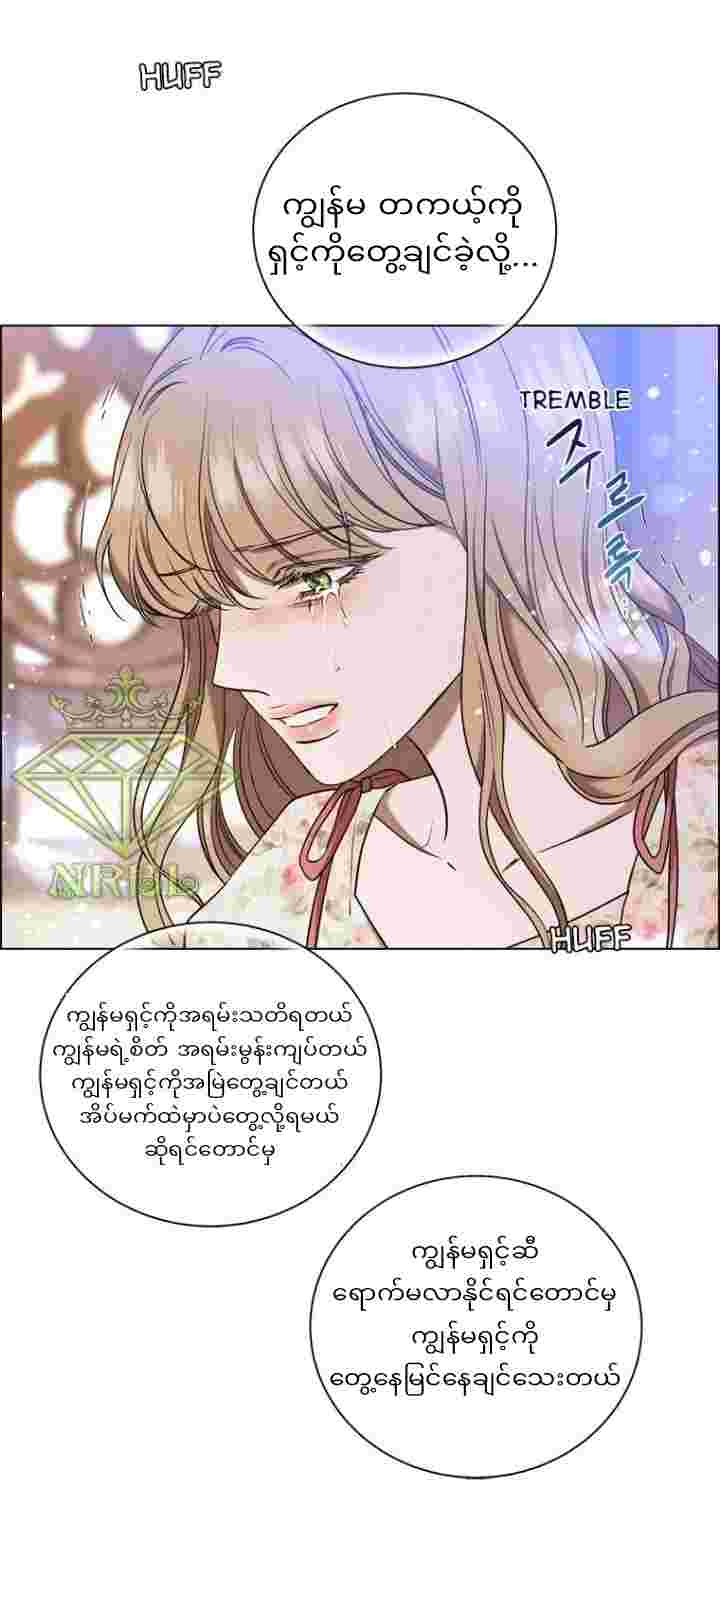 HUFF
ကျွန်မ တကယ့်ကို
ရှင့်ကိုတွေ့ချင်ခဲ့လို့...
TREMBLE
주르륵
NRuby
HUFF
ကျွန်မရှင့်ကိုအရမ်းသတိရတယ်
ကျွန်မရဲ့စိတ် အရမ်းမွန်းကျပ်တယ်
ကျွန်မရှင့်ကိုအမြဲတွေ့ချင်တယ်
အိပ်မက်ထဲမှာပဲတွေ့လို့ရမယ်
ဆိုရင်တောင်မှ
ကျွန်မရှင့်ဆီ
ရောက်မလာနိုင်ရင်တောင်မှ
ကျွန်မရှင့်ကို
တွေ့နေမြင်နေချင်သေးတယ်